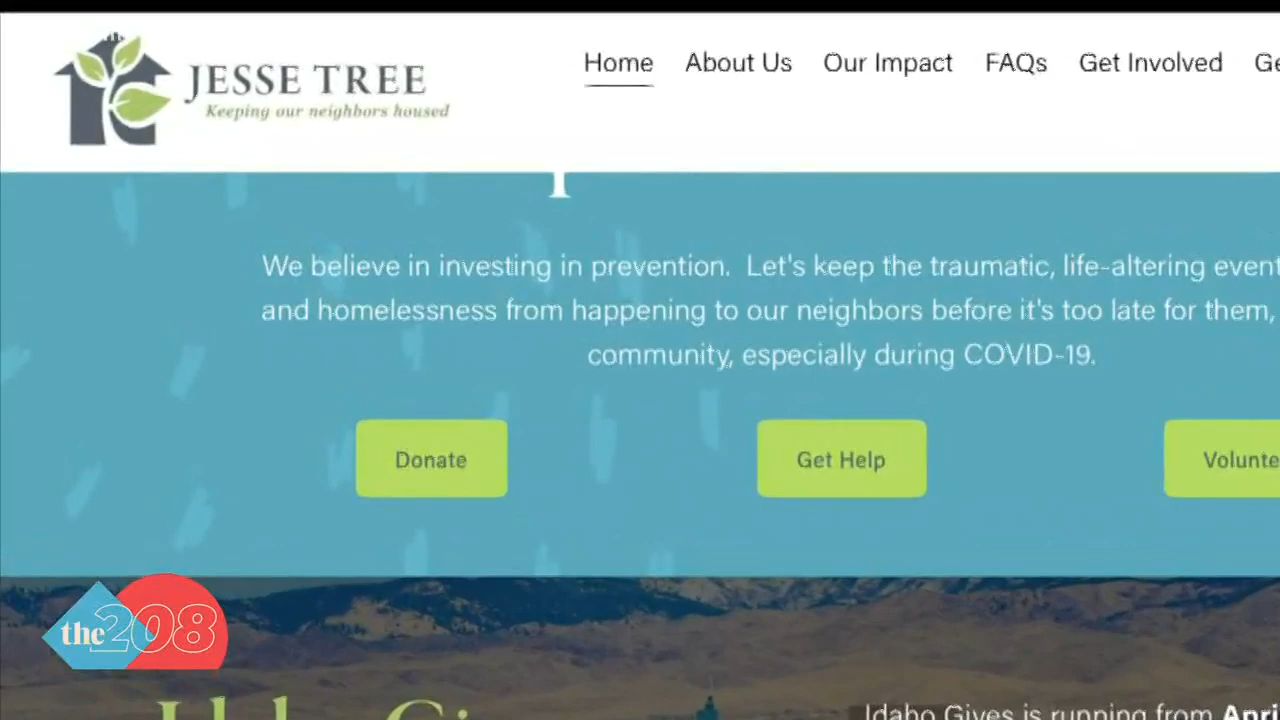 JESSE TREE
Keeping our neighbors housed
Home About Us Our Impact FAQs Get Involved
We believe in investing in prevention. Let's keep the traumatic, life-altering event
and homelessness from happening to our neighbors before it's too late for them,
community, especially during COVID-19.
Donate Get Help Volunte
the208
Idaho Gives is running from April